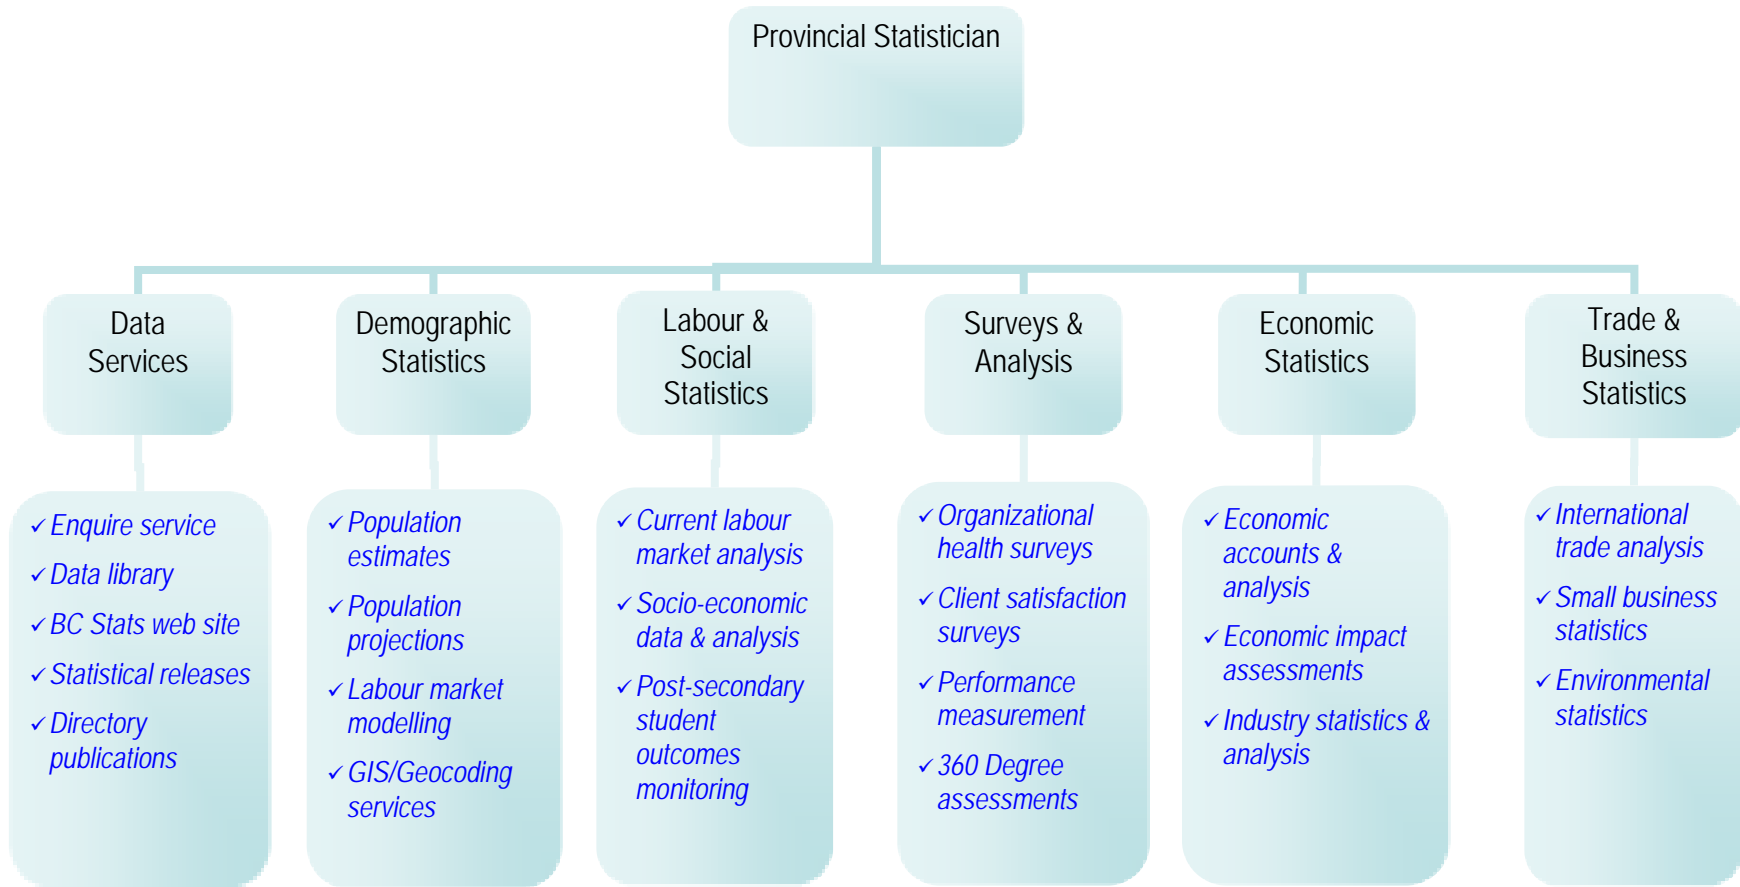 Provincial Statistician
Data
Services
Demographic
Statistics
Labour &
Social
Statistics
Surveys &
Analysis
Economic
Statistics
Trade &
Business
Statistics
✓ Enquire service
✓ Data library
✓ BC Stats web site
✓ Statistical releases
✓ Directory
publications
✓ Population
estimates
✓ Population
projections
✓ Labour market
modelling
✓ GIS/Geocoding
services
✓ Current labour
market analysis
✓ Socio-economic
data & analysis
✓ Post-secondary
student
outcomes
monitoring
✓ Organizational
health surveys
✓ Client satisfaction
surveys
✓ Performance
measurement
✓ 360 Degree
assessments
✓ Economic
accounts &
analysis
✓ Economic impact
assessments
✓ Industry statistics &
analysis
✓ International
trade analysis
✓ Small business
statistics
✓ Environmental
statistics